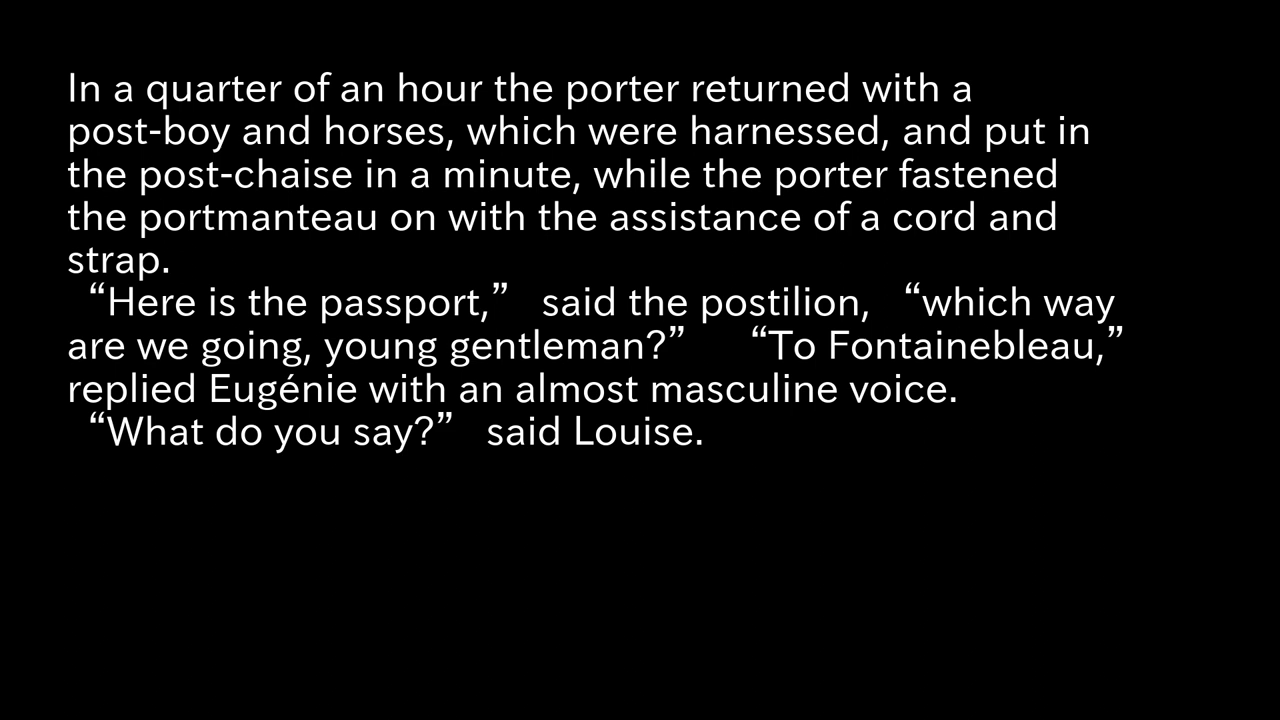 In a quarter of an hour the porter returned with a
post-boy and horses, which were harnessed, and put in
the post-chaise in a minute, while the porter fastened
the portmanteau on with the assistance of a cord and
strap.
“Here is the passport,” said the postilion, “which way
are we going, young gentleman?” “To Fontainebleau,”
replied Eugénie with an almost masculine voice.
“What do you say?” said Louise.